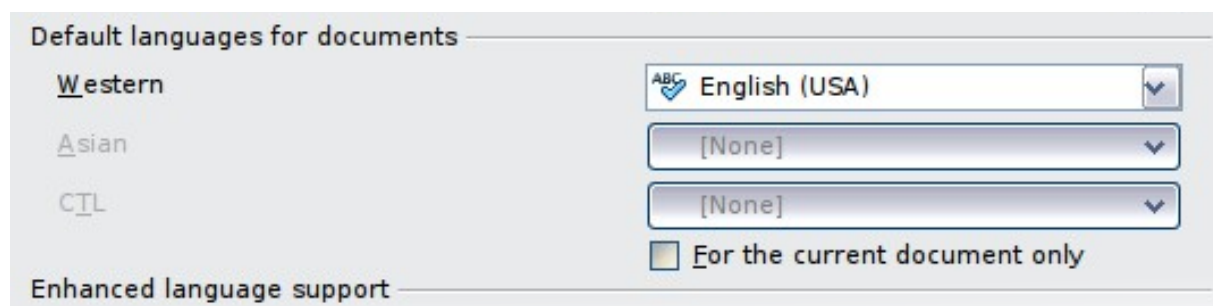 Default languages for documents
Western ABC English (USA)
Asian [None]
CTL [None]
For the current document only
Enhanced language support